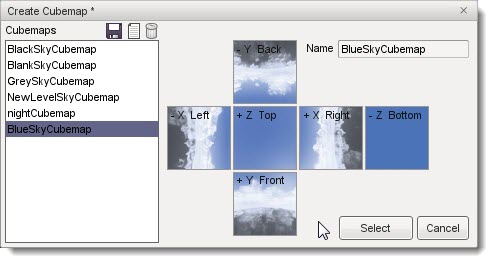 Create Cubemap *
Cubemaps
BlackSkyCubemap
BlankSkyCubemap
GreySkyCubemap
NewLevelSkyCubemap
nightCubemap
BlueSkyCubemap
- Y Back
Name BlueSkyCubemap
- X Left + Z Top + X Right - Z Bottom
+ Y Front
Select Cancel